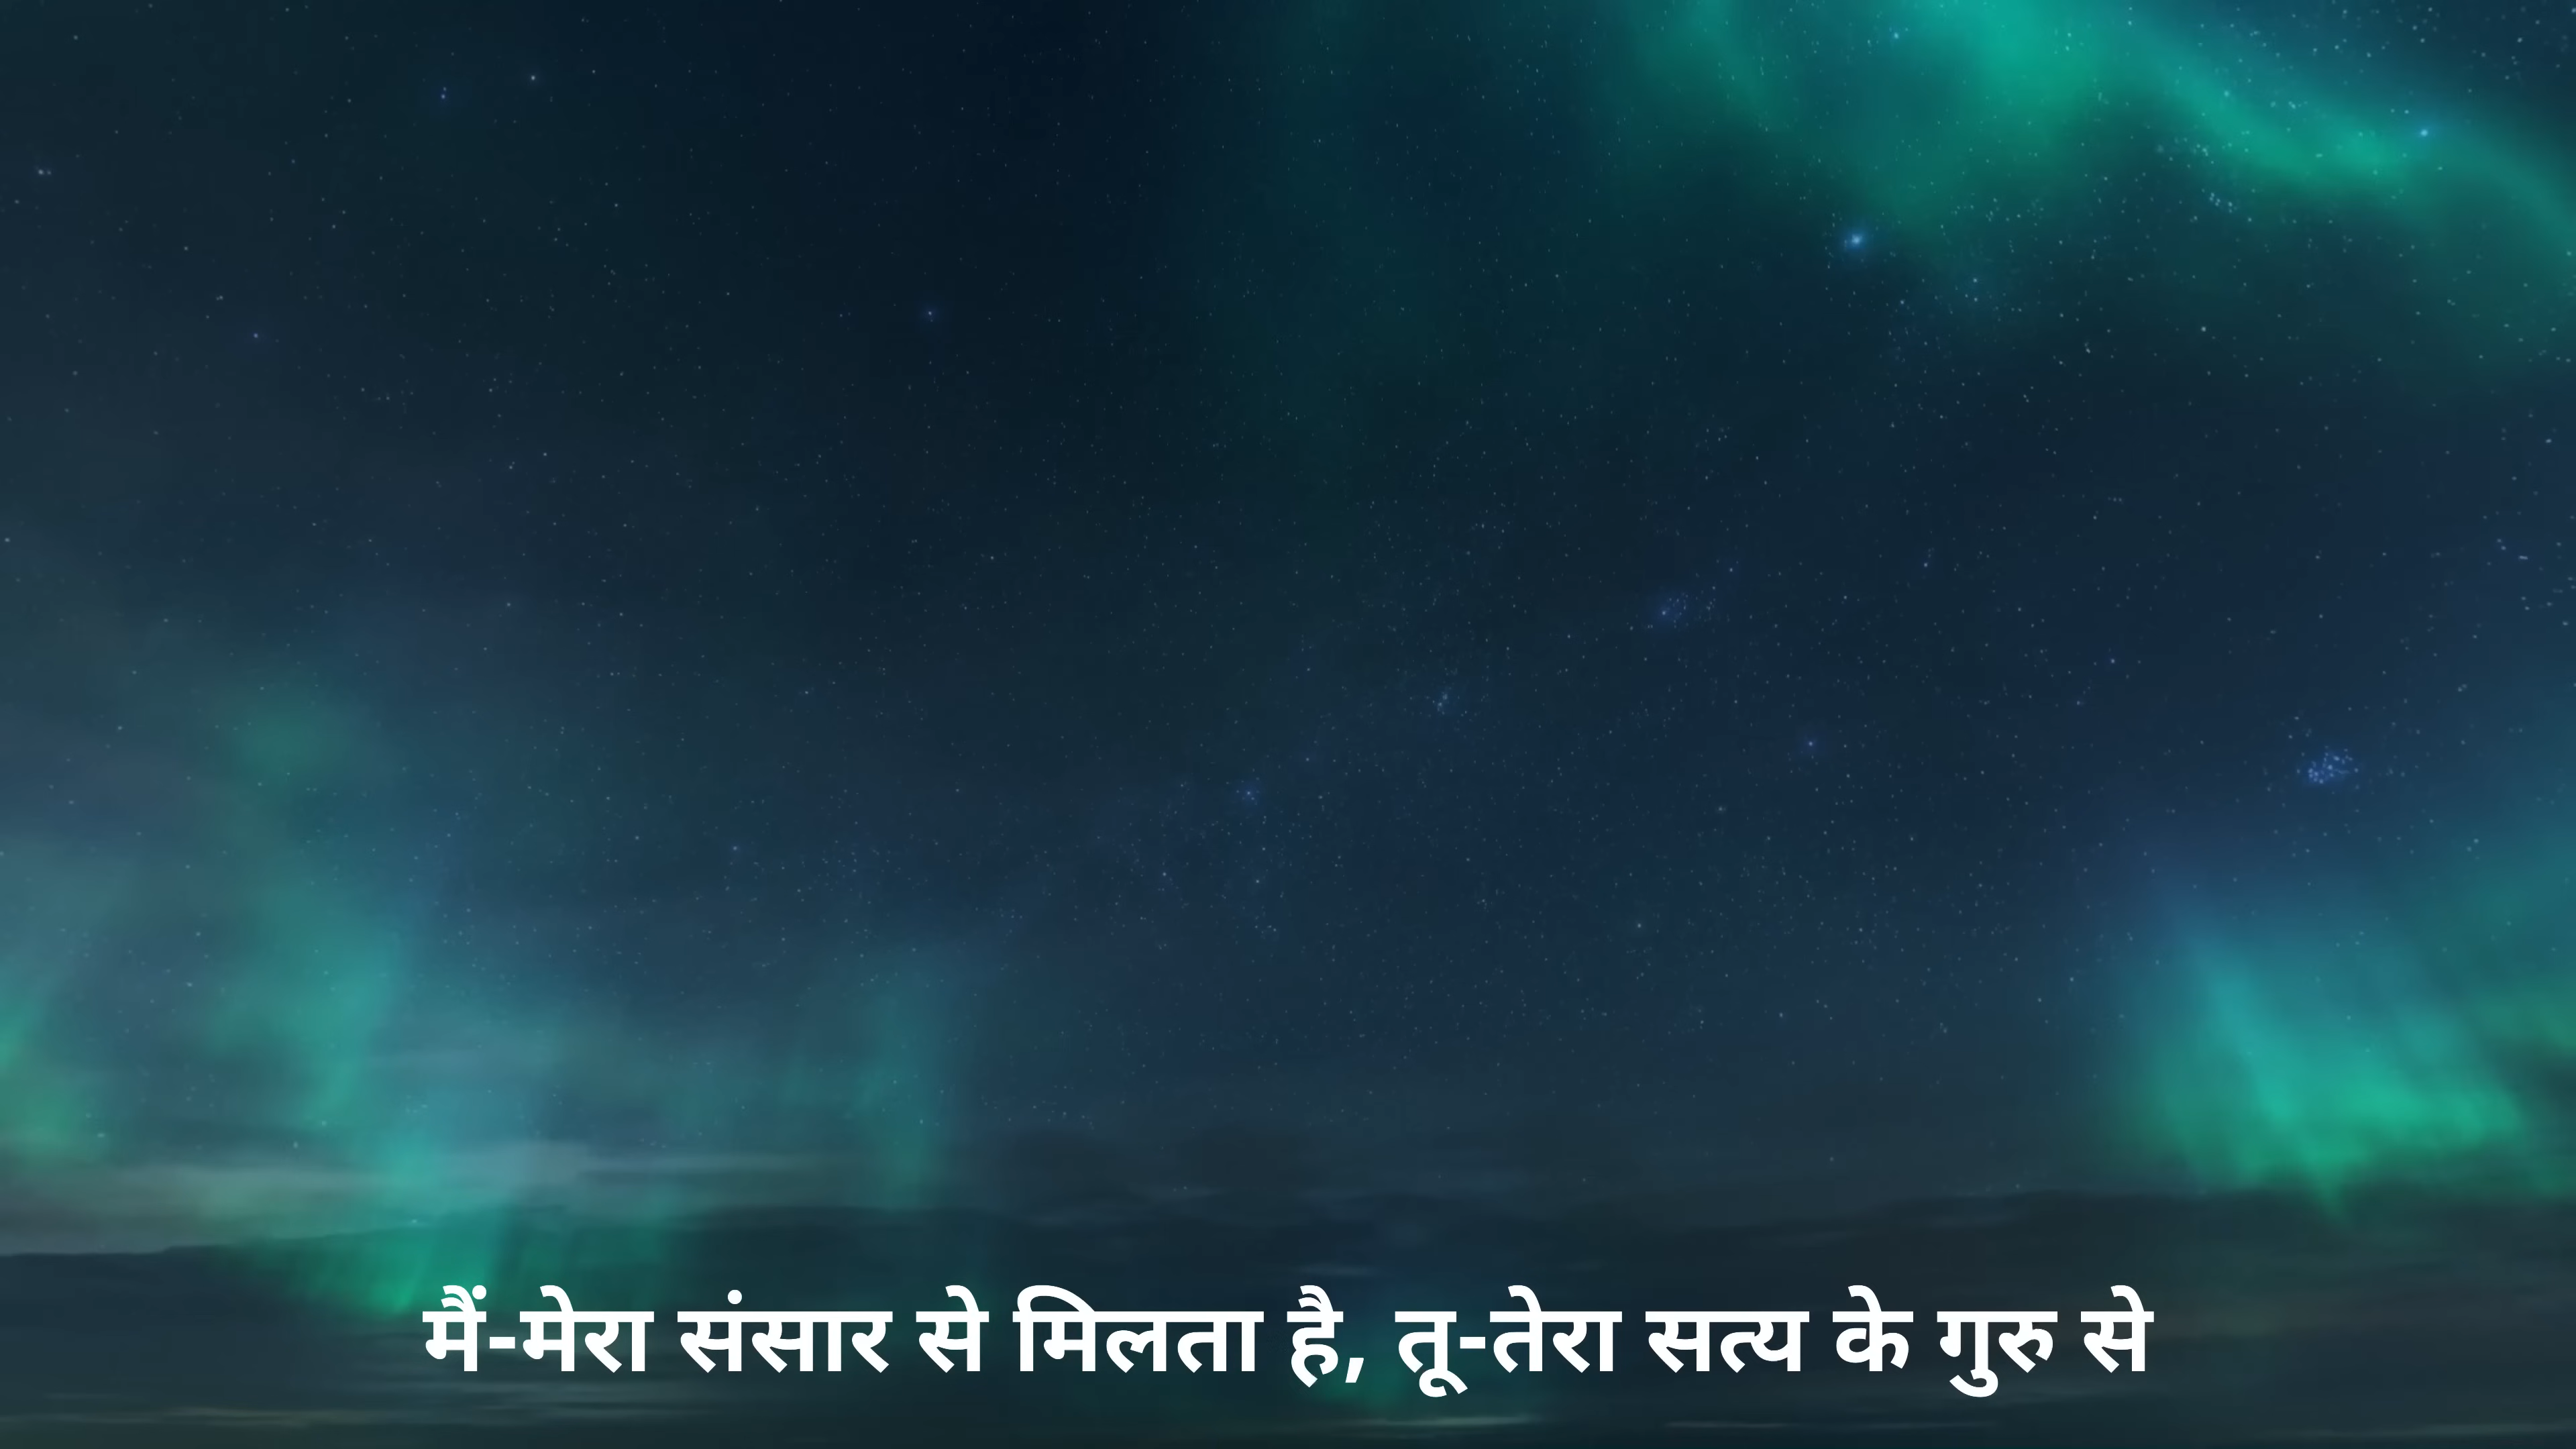 मैं-मेरा संसार से मिलता है, तू-तेरा सत्य के गुरु से